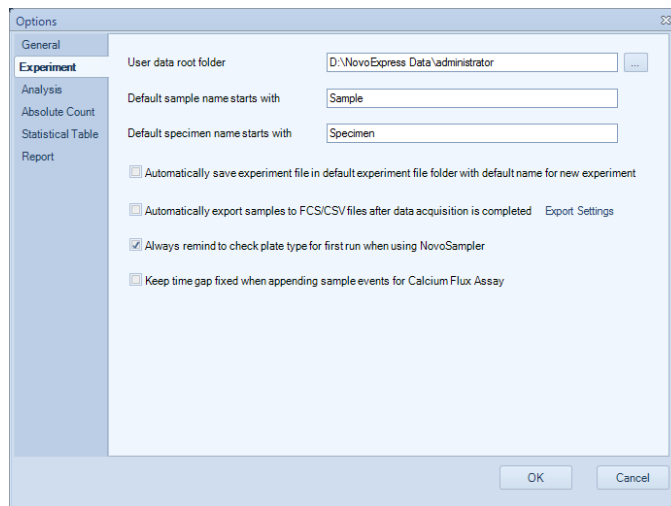 Options
General
Experiment
Analysis
Absolute Count
Statistical Table
Report
User data root folder
D:\NovoExpress Data\administrator
...
Default sample name starts with
Sample
Default specimen name starts with
Specimen
Automatically save experiment file in default experiment file folder with default name for new experiment
Automatically export samples to FCS/CSV files after data acquisition is completed Export Settings
Always remind to check plate type for first run when using NovoSampler
Keep time gap fixed when appending sample events for Calcium Flux Assay
OK
Cancel